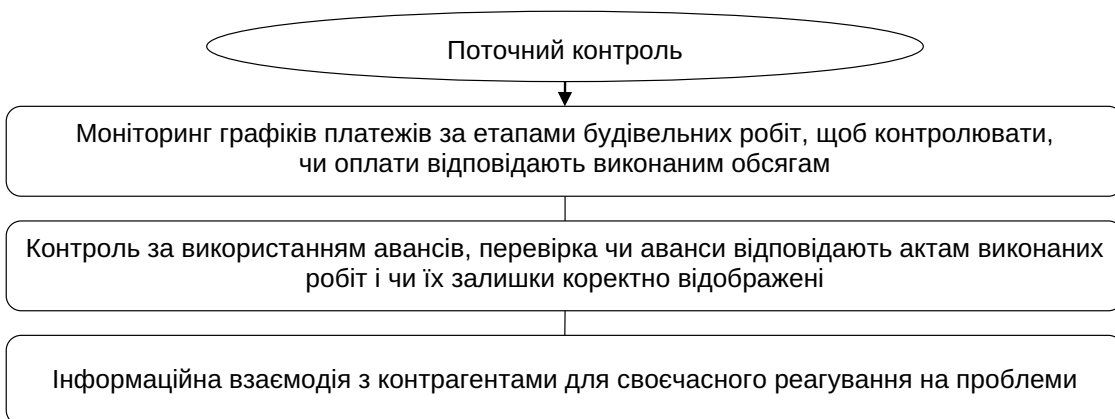 Поточний контроль
Моніторинг графіків платежів за етапами будівельних робіт, щоб контролювати,
чи оплати відповідають виконаним обсягам
Контроль за використанням авансів, перевірка чи аванси відповідають актам виконаних
робіт і чи їх залишки коректно відображені
Інформаційна взаємодія з контрагентами для своєчасного реагування на проблеми